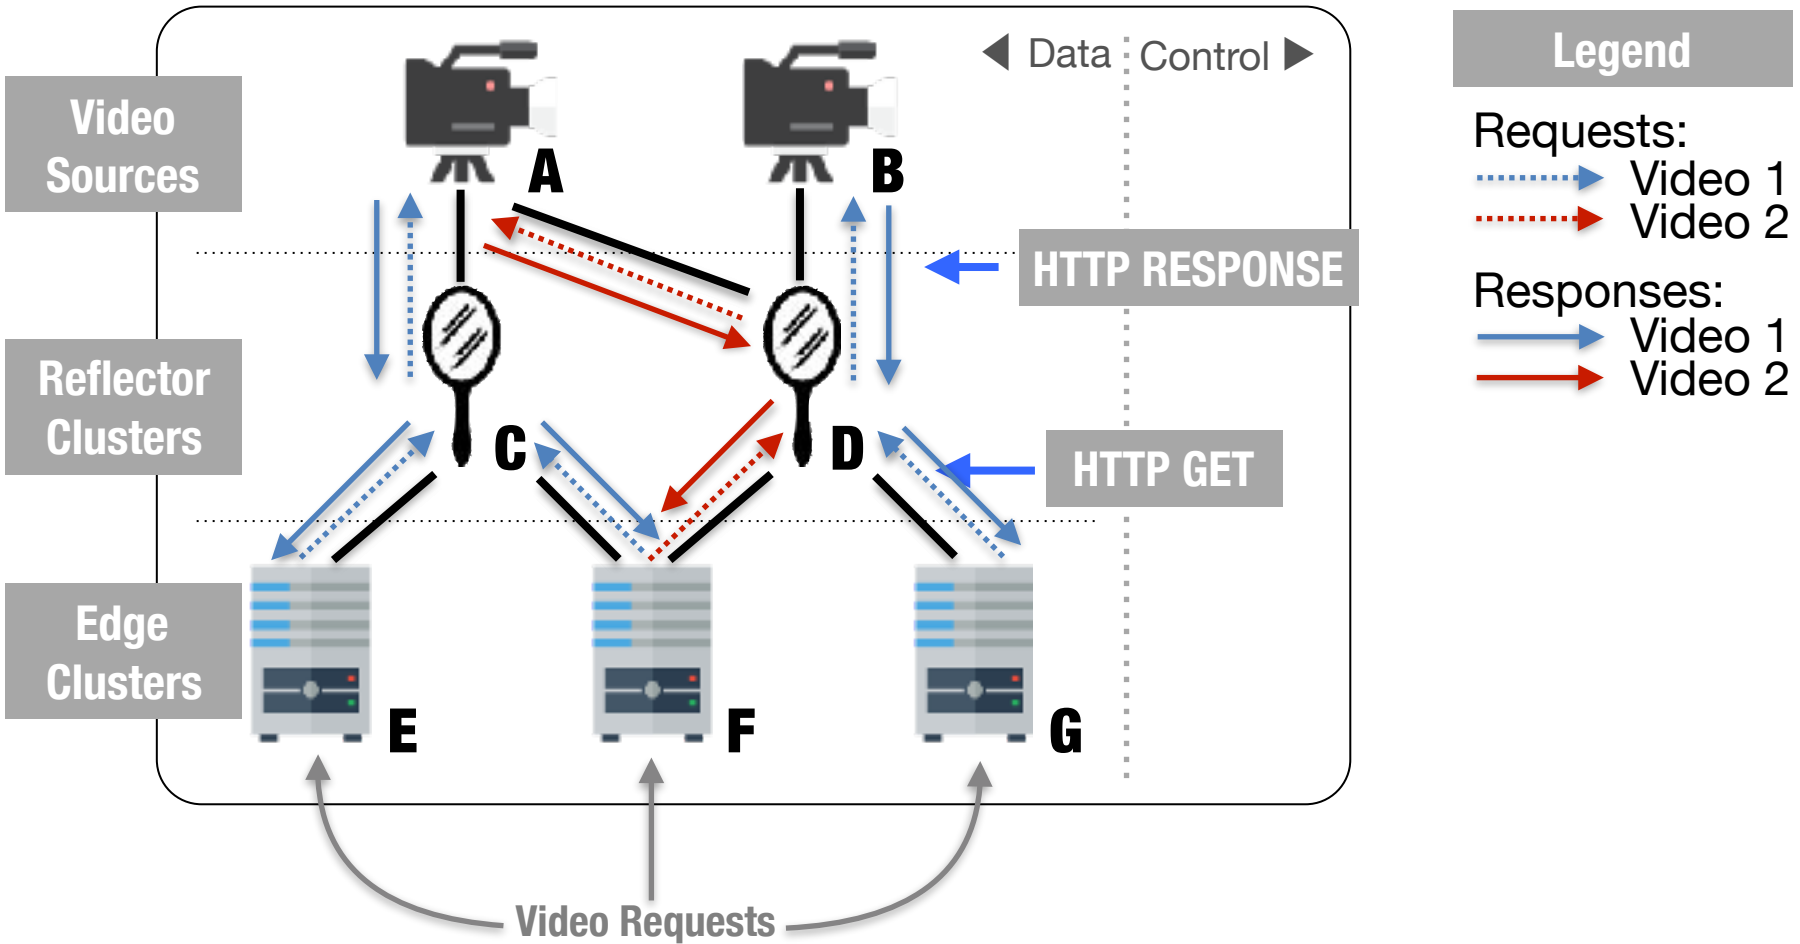 Data
Control
Legend
Video
Sources
A
B
Requests:
Video 1
Video 2
HTTP RESPONSE
Responses:
Video 1
Video 2
Reflector
Clusters
C
D
HTTP GET
Edge
Clusters
E
F
G
Video Requests